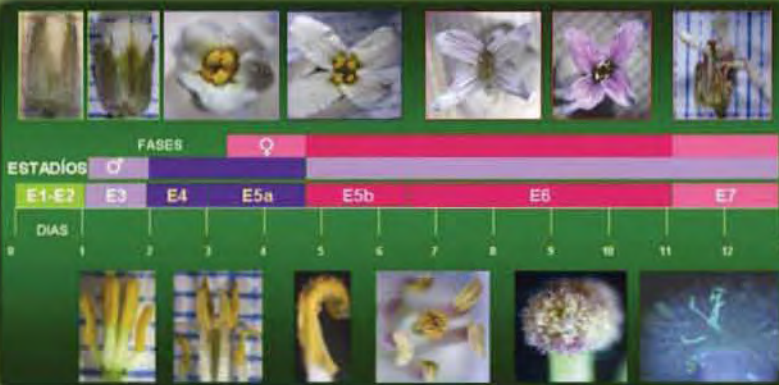 FASES ♀
ESTADÍOS ♂
E1-E2 E3 E4 E5a E5b E6 E7
DIAS
0 1 2 3 4 5 6 7 8 9 10 11 12